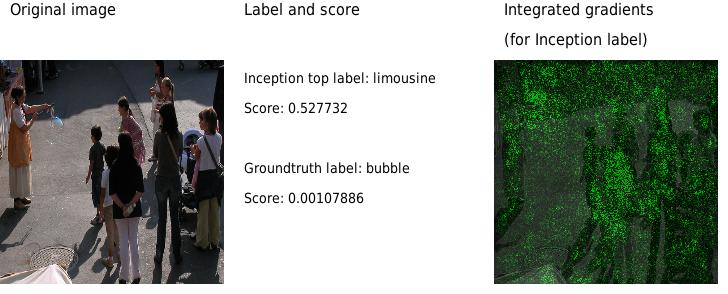 Original image
Label and score
Integrated gradients
(for Inception label)
Inception top label: limousine
Score: 0.527732
Groundtruth label: bubble
Score: 0.00107886